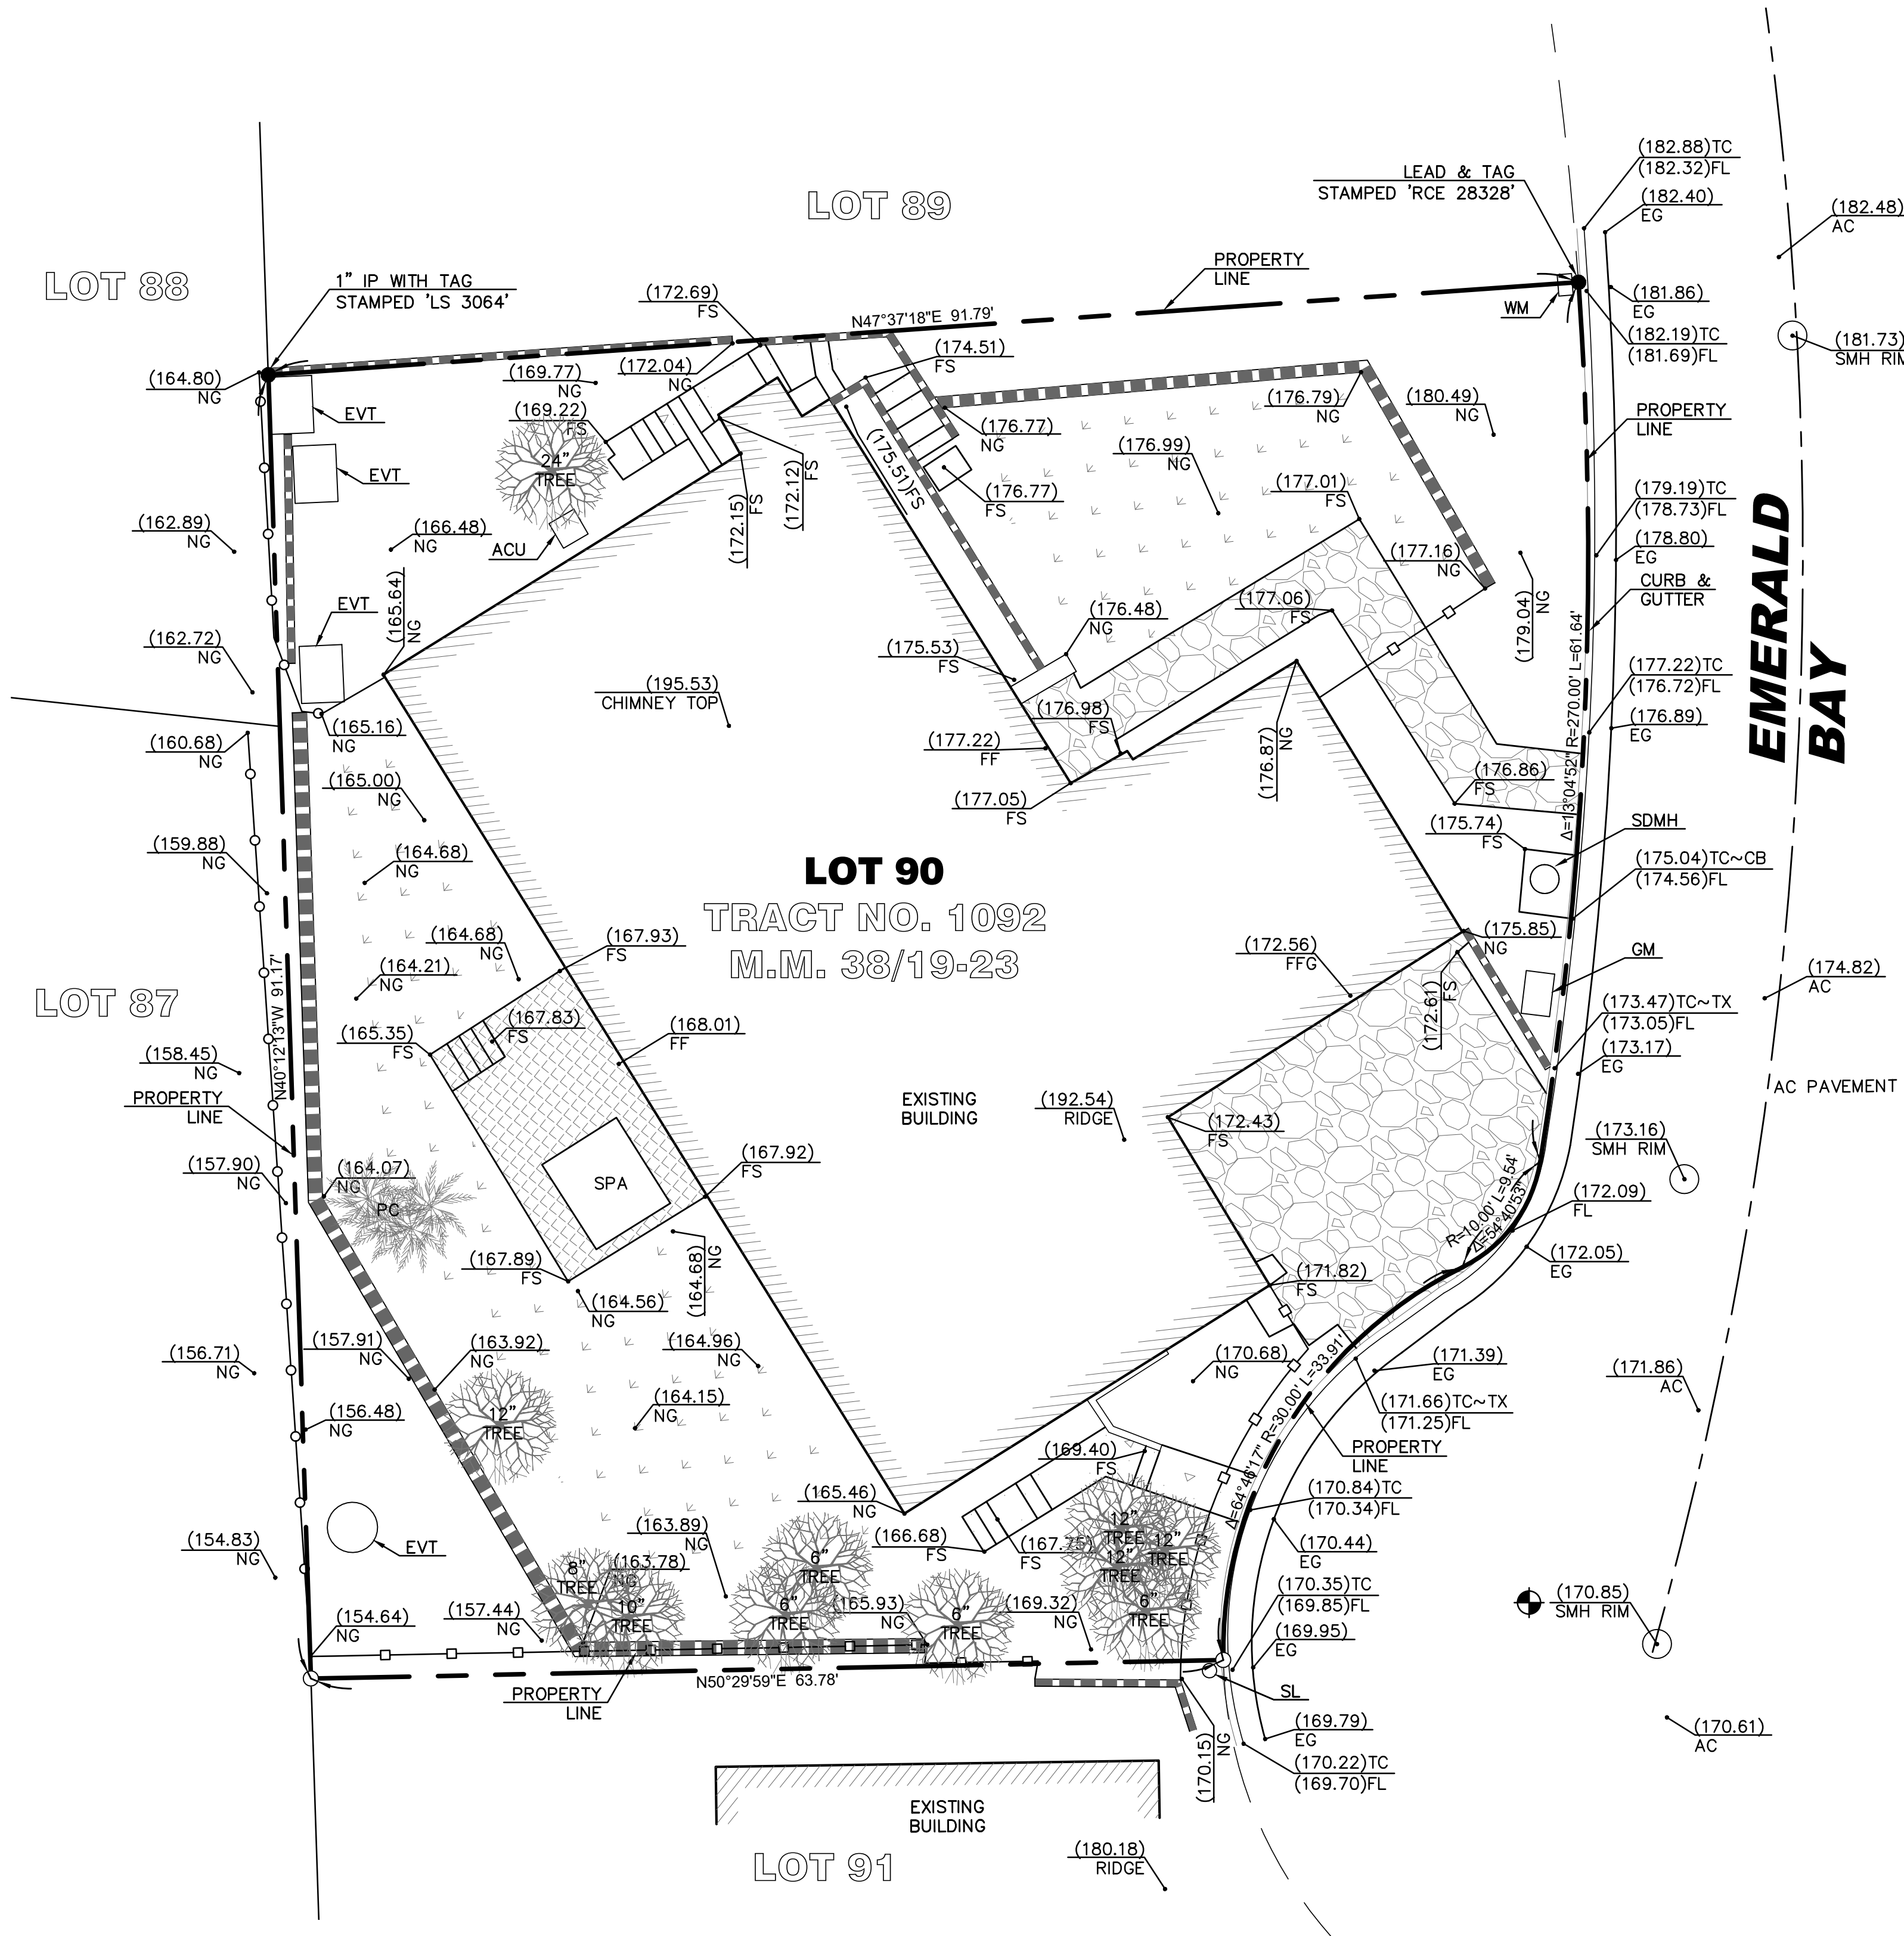 LOT 89
LOT 88
LEAD & TAG
STAMPED 'RCE 28328'
(182.88)TC
(182.32)FL
(182.40)
EG
(182.48)
AC
1" IP WITH TAG
STAMPED 'LS 3064'
(172.69)
FS
PROPERTY
LINE
N47°37'18"E 91.79'
WM
(181.86)
EG
(182.19)TC
(181.69)FL
(181.73)
SMH RIM
(164.80)
NG
(169.77)
NG
(172.04)
NG
(174.51)
FS
(169.22)
FS
EVT
24"
TREE
(176.77)
NG
(176.79)
NG
(180.49)
NG
PROPERTY
LINE
EVT
(175.51)FS
(176.99)
NG
(172.12)
FS
(172.15)
FS
(176.77)
FS
(177.01)
FS
(179.19)TC
(178.73)FL
(162.89)
NG
(166.48)
NG
ACU
(178.80)
EG
(177.16)
NG
CURB &
GUTTER
EMERALD
BAY
(165.64)
NG
EVT
(176.48)
NG
(177.06)
FS
(179.04)
NG
(162.72)
NG
(175.53)
FS
(177.22)TC
(176.72)FL
(195.53)
CHIMNEY TOP
(176.98)
FS
(176.89)
EG
(165.16)
NG
(160.68)
NG
(177.22)
FF
(176.87)
NG
Δ=13°04'52" R=270.00' L=61.64'
(165.00)
NG
(177.05)
FS
(176.86)
FS
(175.74)
FS
SDMH
(159.88)
NG
(164.68)
NG
LOT 90
TRACT NO. 1092
M.M. 38/19-23
(175.04)TC~CB
(174.56)FL
(164.68)
NG
(167.93)
FS
(175.85)
NG
(172.56)
FFG
GM
(164.21)
NG
(174.82)
AC
LOT 87
N40°12'13"W 91.17'
(167.83)
FS
(172.61)
FS
(173.47)TC~TX
(173.05)FL
(165.35)
FS
(168.01)
FF
(173.17)
EG
(158.45)
NG
AC PAVEMENT
PROPERTY
LINE
EXISTING
BUILDING
(192.54)
RIDGE
(172.43)
FS
(173.16)
SMH RIM
(157.90)
NG
(164.07)
NG
(167.92)
FS
SPA
PC
R=10.00' L=9.54'
Δ=54°40'53"
(172.09)
FL
(172.05)
EG
(167.89)
FS
(164.68)
NG
(171.82)
FS
(164.56)
NG
(157.91)
NG
(163.92)
NG
(164.96)
NG
(156.71)
NG
(170.68)
NG
(171.39)
EG
(171.86)
AC
(164.15)
NG
(156.48)
NG
12"
TREE
(171.66)TC~TX
(171.25)FL
Δ=64°46'17" R=30.00' L=33.91'
PROPERTY
LINE
(169.40)
FS
(165.46)
NG
(170.84)TC
(170.34)FL
(163.89)
NG
(166.68)
FS
(167.75)
FS
12"
TREE
12"
TREE
12"
TREE
(154.83)
NG
EVT
(170.44)
EG
8"
TREE
(163.78)
NG
6"
TREE
(170.35)TC
(169.85)FL
(170.85)
SMH RIM
(154.64)
NG
(157.44)
NG
10"
TREE
6"
TREE
(165.93)
NG
6"
TREE
(169.32)
NG
6"
TREE
(169.95)
EG
N50°29'59"E 63.78'
PROPERTY
LINE
SL
(169.79)
EG
(170.61)
AC
(170.15)
NG
(170.22)TC
(169.70)FL
EXISTING
BUILDING
LOT 91
(180.18)
RIDGE